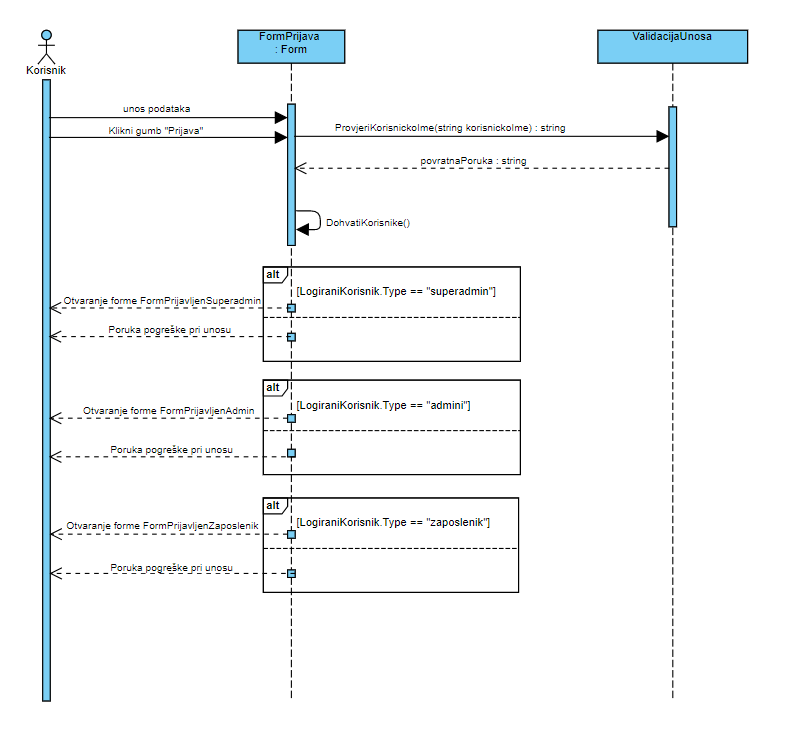 Korisnik
FormPrijava
: Form
ValidacijaUnosa
unos podataka
Klikni gumb "Prijava"
ProvjeriKorisnickoIme(string korisnickoIme) : string
povratnaPoruka : string
DohvatiKorisnike()
alt
[LogiraniKorisnik.Type == "superadmin"]
Otvaranje forme FormPrijavljenSuperadmin
Poruka pogreške pri unosu
alt
[LogiraniKorisnik.Type == "admini"]
Otvaranje forme FormPrijavljenAdmin
Poruka pogreške pri unosu
alt
[LogiraniKorisnik.Type == "zaposlenik"]
Otvaranje forme FormPrijavljenZaposlenik
Poruka pogreške pri unosu